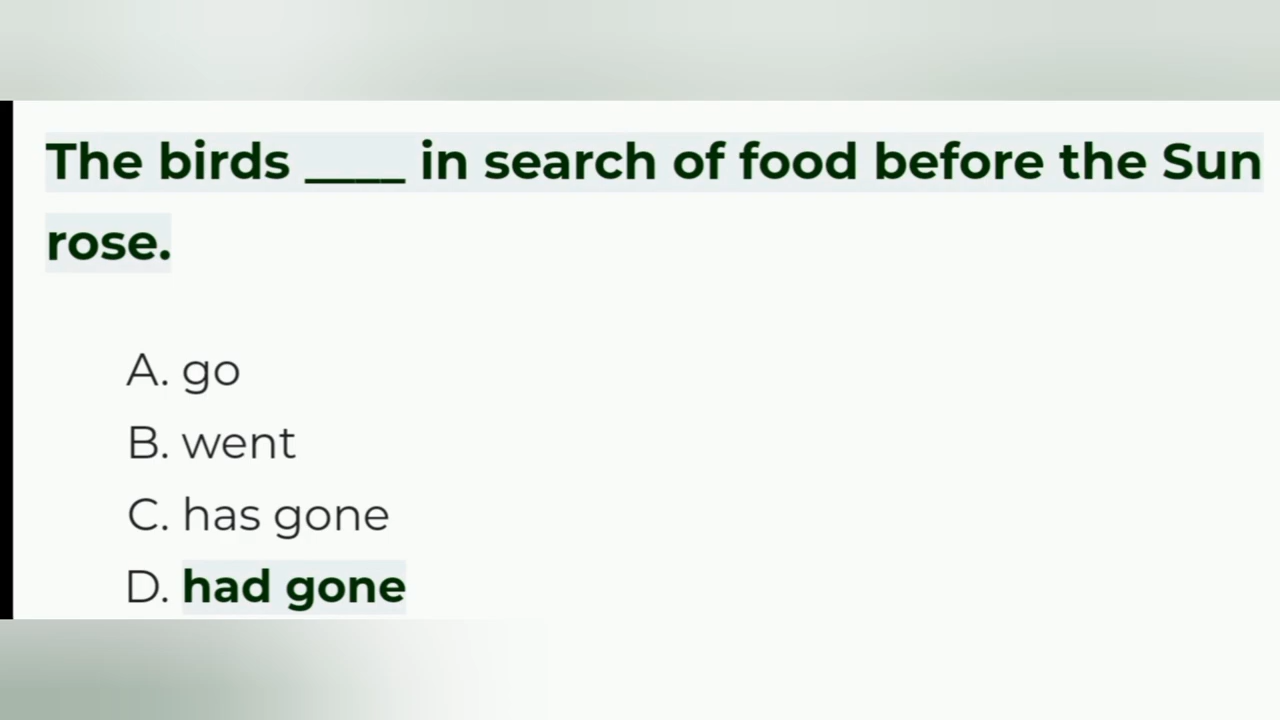 The birds ____ in search of food before the Sun
rose.
A. go
B. went
C. has gone
D. had gone